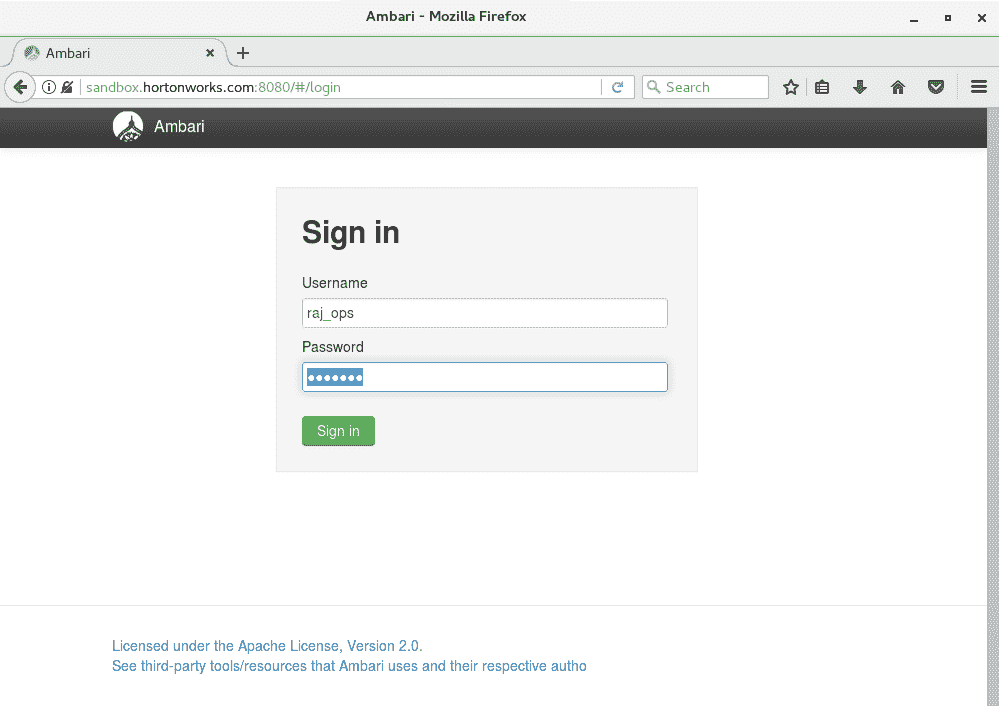 Ambari - Mozilla Firefox
Ambari
sandbox.hortonworks.com:8080/#/login
Search
Ambari
Sign in
Username
raj_ops
Password
•••••••
Sign in
Licensed under the Apache License, Version 2.0.
See third-party tools/resources that Ambari uses and their respective autho